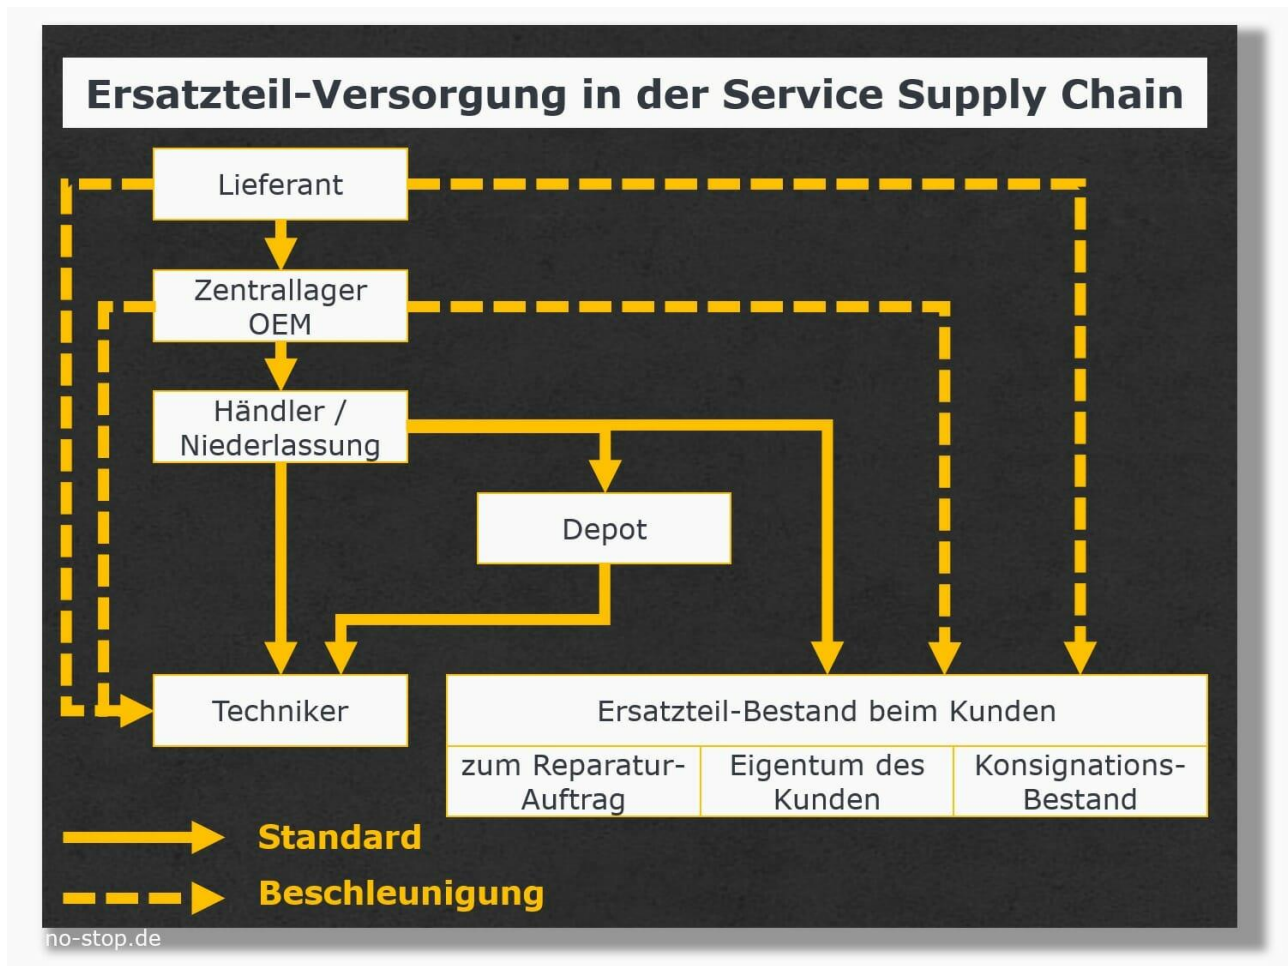 Ersatzteil-Versorgung in der Service Supply Chain
Lieferant
Zentrallager
OEM
Händler /
Niederlassung
Depot
Techniker
Ersatzteil-Bestand beim Kunden
zum Reparatur-
Auftrag
Eigentum des
Kunden
Konsignations-
Bestand
Standard
Beschleunigung
no-stop.de